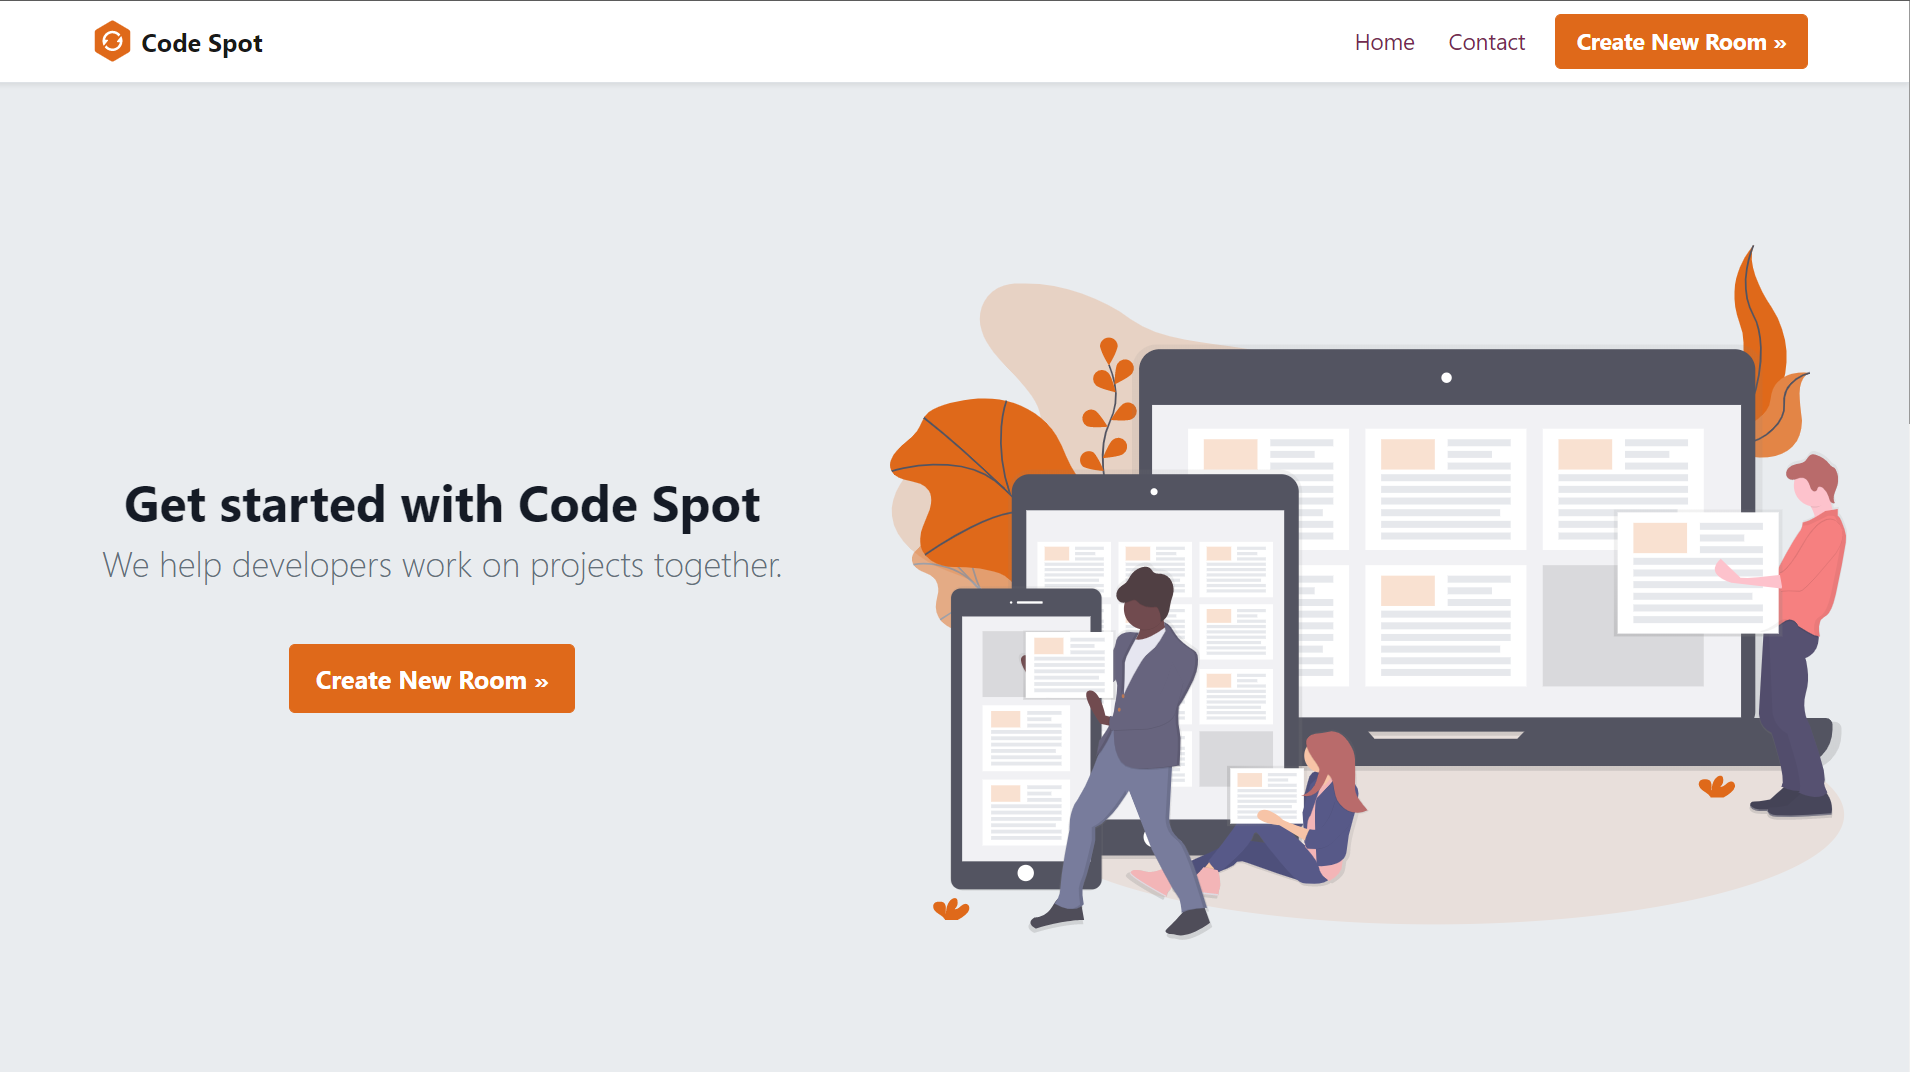 Code Spot
Home
Contact
Create New Room »
Get started with Code Spot
We help developers work on projects together.
Create New Room »